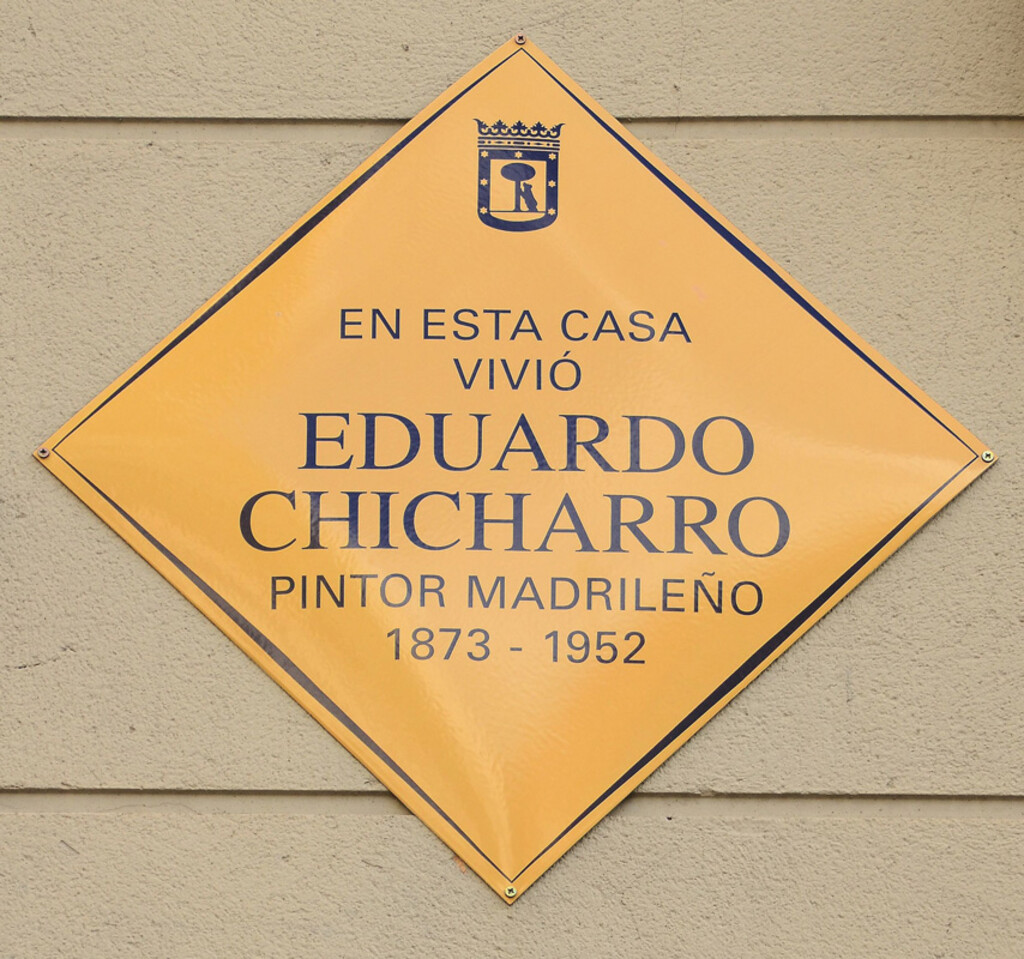 EN ESTA CASA
VIVIÓ
EDUARDO
CHICHARRO
PINTOR MADRILEÑO
1873 - 1952